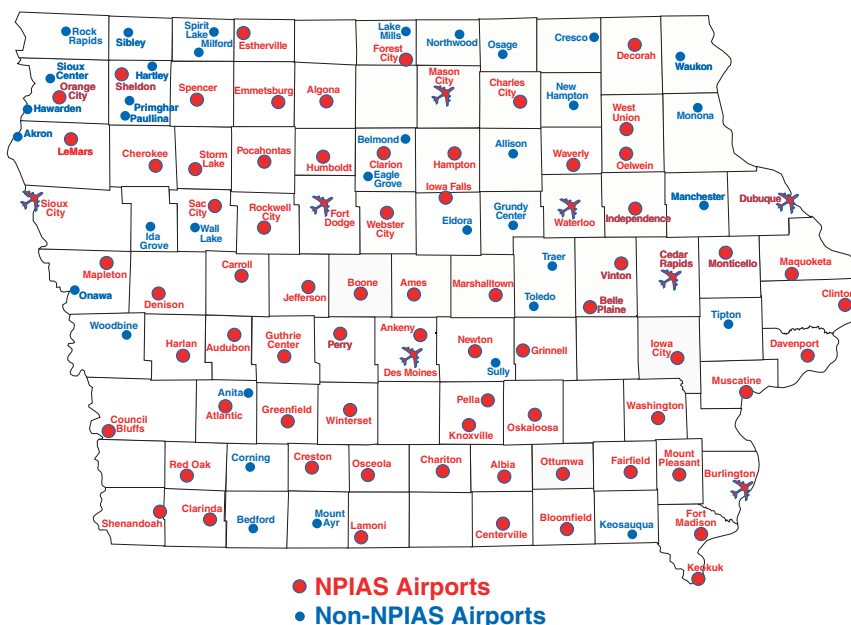 Rock
Rapids
Sibley
Spirit
Lake
Milford
Estherville
Lake
Mills
Forest
City
Northwood
Osage
Cresco
Decorah
Waukon
Sioux
Center
Orange
City
Hawarden
Hartley
Sheldon
Primghar
Paullina
Spencer
Emmetsburg
Algona
Mason
City
Charles
City
New
Hampton
West
Union
Oelwein
Monona
Akron
LeMars
Cherokee
Storm
Lake
Pocahontas
Humboldt
Belmond
Clarion
Eagle
Grove
Hampton
Iowa Falls
Allison
Waverly
Sioux
City
Ida
Grove
Sac
City
Wall
Lake
Rockwell
City
Fort
Dodge
Webster
City
Eldora
Grundy
Center
Waterloo
Independence
Manchester
Dubuque
Mapleton
Onawa
Denison
Carroll
Jefferson
Boone
Ames
Marshalltown
Traer
Toledo
Vinton
Belle
Plaine
Cedar
Rapids
Monticello
Maquoketa
Clinto
Woodbine
Harlan
Audubon
Guthrie
Center
Perry
Ankeny
Des Moines
Newton
Sully
Grinnell
Iowa
City
Tipton
Davenport
Muscatine
Council
Bluffs
Anita
Atlantic
Greenfield
Winterset
Pella
Knoxville
Oskaloosa
Washington
Red Oak
Corning
Creston
Osceola
Chariton
Albia
Ottumwa
Fairfield
Mount
Pleasant
Burlington
Shenandoah
Clarinda
Bedford
Mount
Ayr
Lamoni
Centerville
Bloomfield
Keosauqua
Fort
Madison
Keokuk
NPIAS Airports
Non-NPIAS Airports